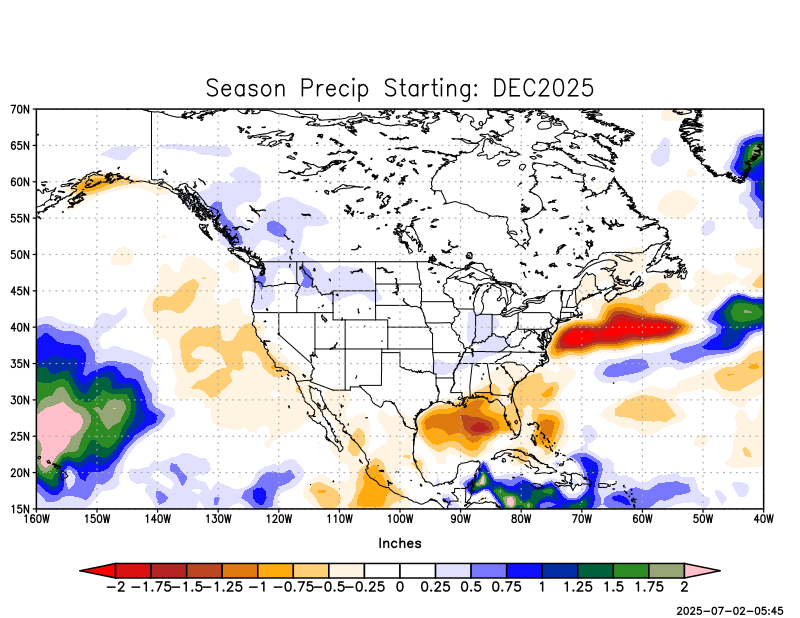 Season Precip Starting: DEC2025
70N
65N
60N
55N
50N
45N
40N
35N
30N
25N
20N
15N
160W 150W 140W 130W 120W 110W 100W 90W 80W 70W 60W 50W 40W
Inches
-2 -1.75 -1.5 -1.25 -1 -0.75 -0.5 -0.25 0 0.25 0.5 0.75 1 1.25 1.5 1.75 2
2025-07-02-05:45